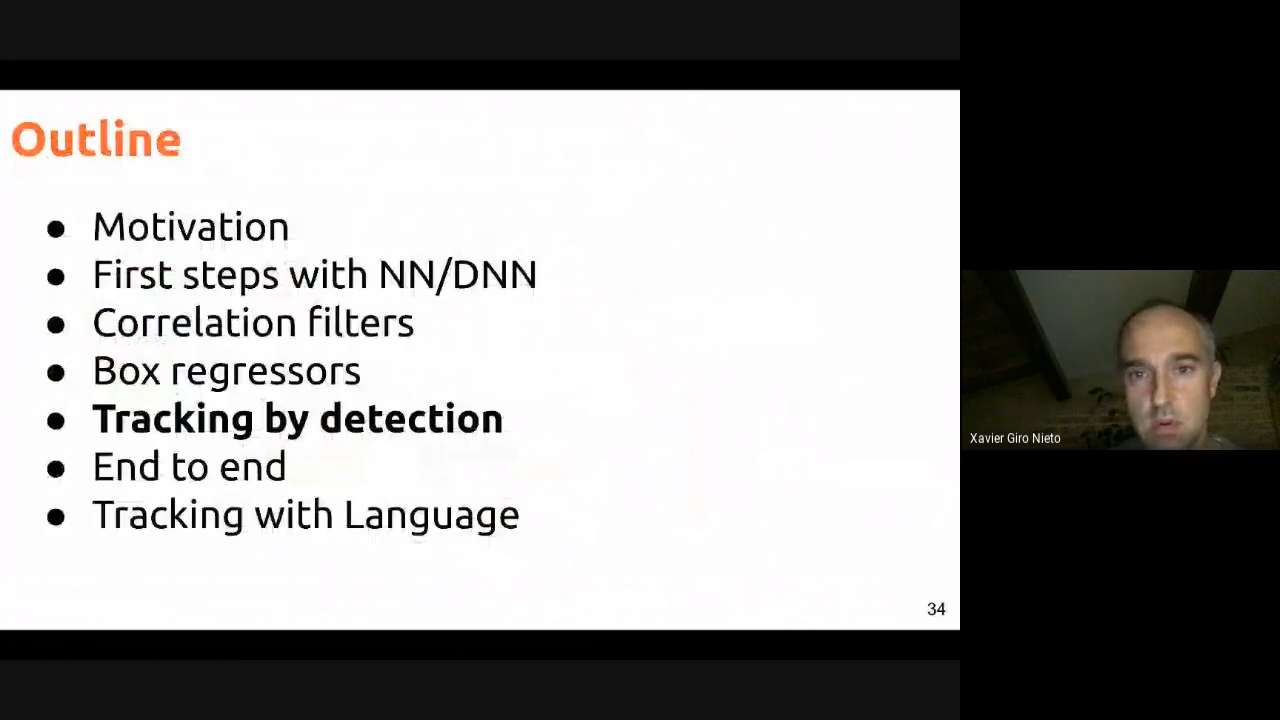 Outline
● Motivation
● First steps with NN/DNN
● Correlation filters
● Box regressors
● Tracking by detection
● End to end
● Tracking with Language
34
Xavier Giro Nieto